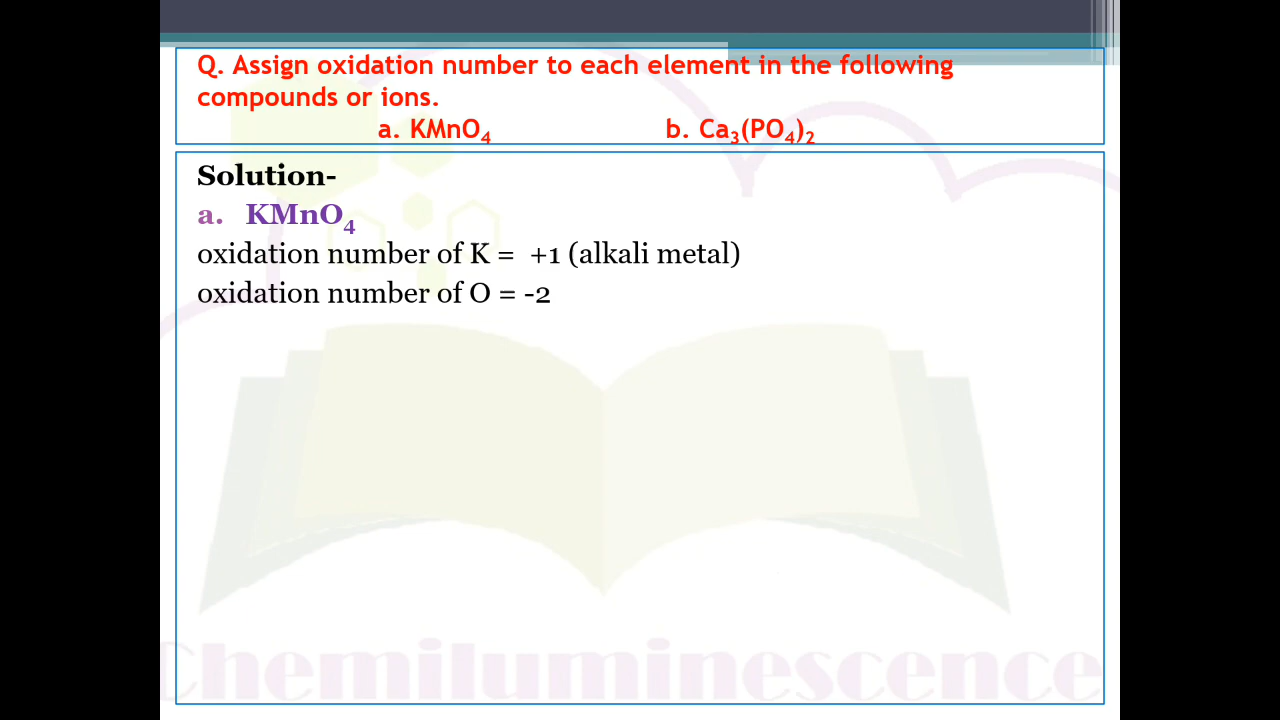 Q. Assign oxidation number to each element in the following
compounds or ions.
a. KMnO₄ b. Ca₃(PO₄)₂
Solution-
a. KMnO₄
oxidation number of K = +1 (alkali metal)
oxidation number of O = -2
Chemiluminescence